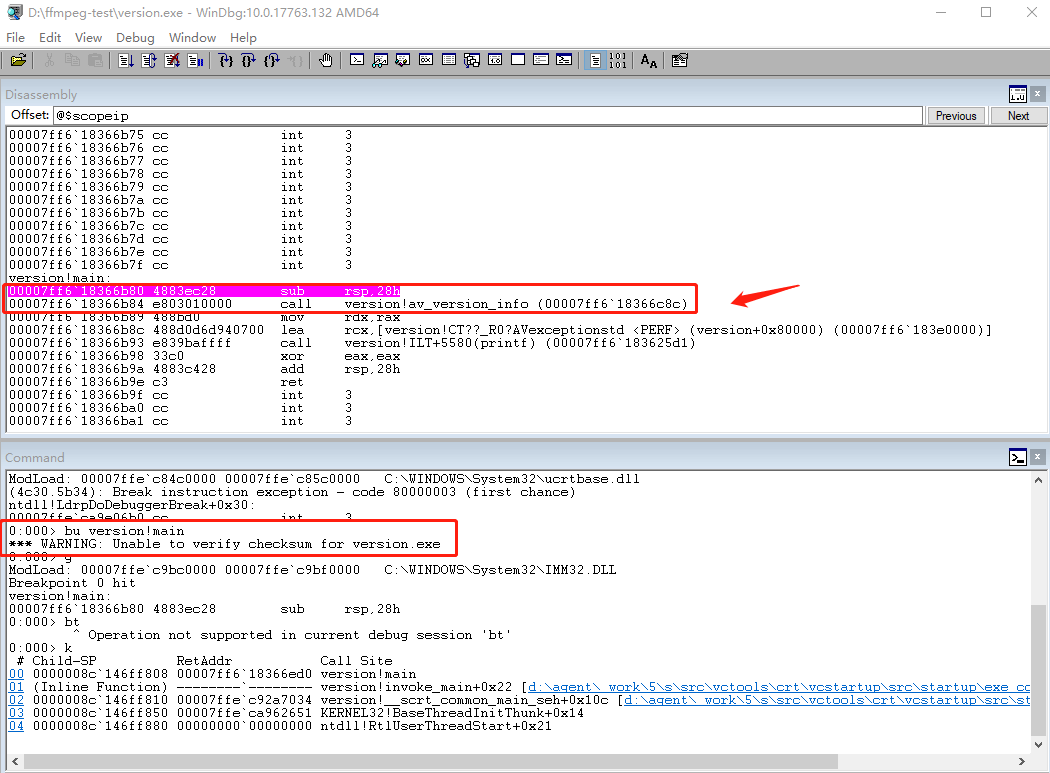 D:\ffmpeg-test\version.exe - WinDbg:10.0.17763.132 AMD64
File Edit View Debug Window Help
Disassembly
Offset: @$scopeip Previous Next
00007ff6`18366b75 cc int 3
00007ff6`18366b76 cc int 3
00007ff6`18366b77 cc int 3
00007ff6`18366b78 cc int 3
00007ff6`18366b79 cc int 3
00007ff6`18366b7a cc int 3
00007ff6`18366b7b cc int 3
00007ff6`18366b7c cc int 3
00007ff6`18366b7d cc int 3
00007ff6`18366b7e cc int 3
00007ff6`18366b7f cc int 3
version!main:
00007ff6`18366b80 4883ec28 sub rsp,28h
00007ff6`18366b84 e803010000 call version!av_version_info (00007ff6`18366c8c)
00007ff6`18366b89 488bd0 mov rdx,rax
00007ff6`18366b8c 488d0d6d940700 lea rcx,[version!CT??_R0?AVexceptionstd <PERF> (version+0x80000) (00007ff6`183e0000)]
00007ff6`18366b93 e839baffff call version!ILT+5580(printf) (00007ff6`183625d1)
00007ff6`18366b98 33c0 xor eax,eax
00007ff6`18366b9a 4883c428 add rsp,28h
00007ff6`18366b9e c3 ret
00007ff6`18366b9f cc int 3
00007ff6`18366ba0 cc int 3
00007ff6`18366ba1 cc int 3
Command
ModLoad: 00007ffe`c84c0000 00007ffe`c85c0000 C:\WINDOWS\System32\ucrtbase.dll
(4c30.5b34): Break instruction exception - code 80000003 (first chance)
ntdll!LdrpDoDebuggerBreak+0x30:
00007ffe`ca9e06b0 cc int 3
0:000> bu version!main
*** WARNING: Unable to verify checksum for version.exe
0:000> g
ModLoad: 00007ffe`c9bc0000 00007ffe`c9bf0000 C:\WINDOWS\System32\IMM32.DLL
Breakpoint 0 hit
version!main:
00007ff6`18366b80 4883ec28 sub rsp,28h
0:000> bt
^ Operation not supported in current debug session 'bt'
0:000> k
# Child-SP RetAddr Call Site
00 0000008c`146ff808 00007ff6`18366ed0 version!main
01 (Inline Function) --------`-------- version!invoke_main+0x22 [d:\agent\_work\5\s\src\vctools\crt\vcstartup\src\startup\exe_co
02 0000008c`146ff810 00007ffe`c92a7034 version!__scrt_common_main_seh+0x10c [d:\agent\_work\5\s\src\vctools\crt\vcstartup\src\st
03 0000008c`146ff850 00007ffe`ca962651 KERNEL32!BaseThreadInitThunk+0x14
04 0000008c`146ff880 00000000`00000000 ntdll!RtlUserThreadStart+0x21